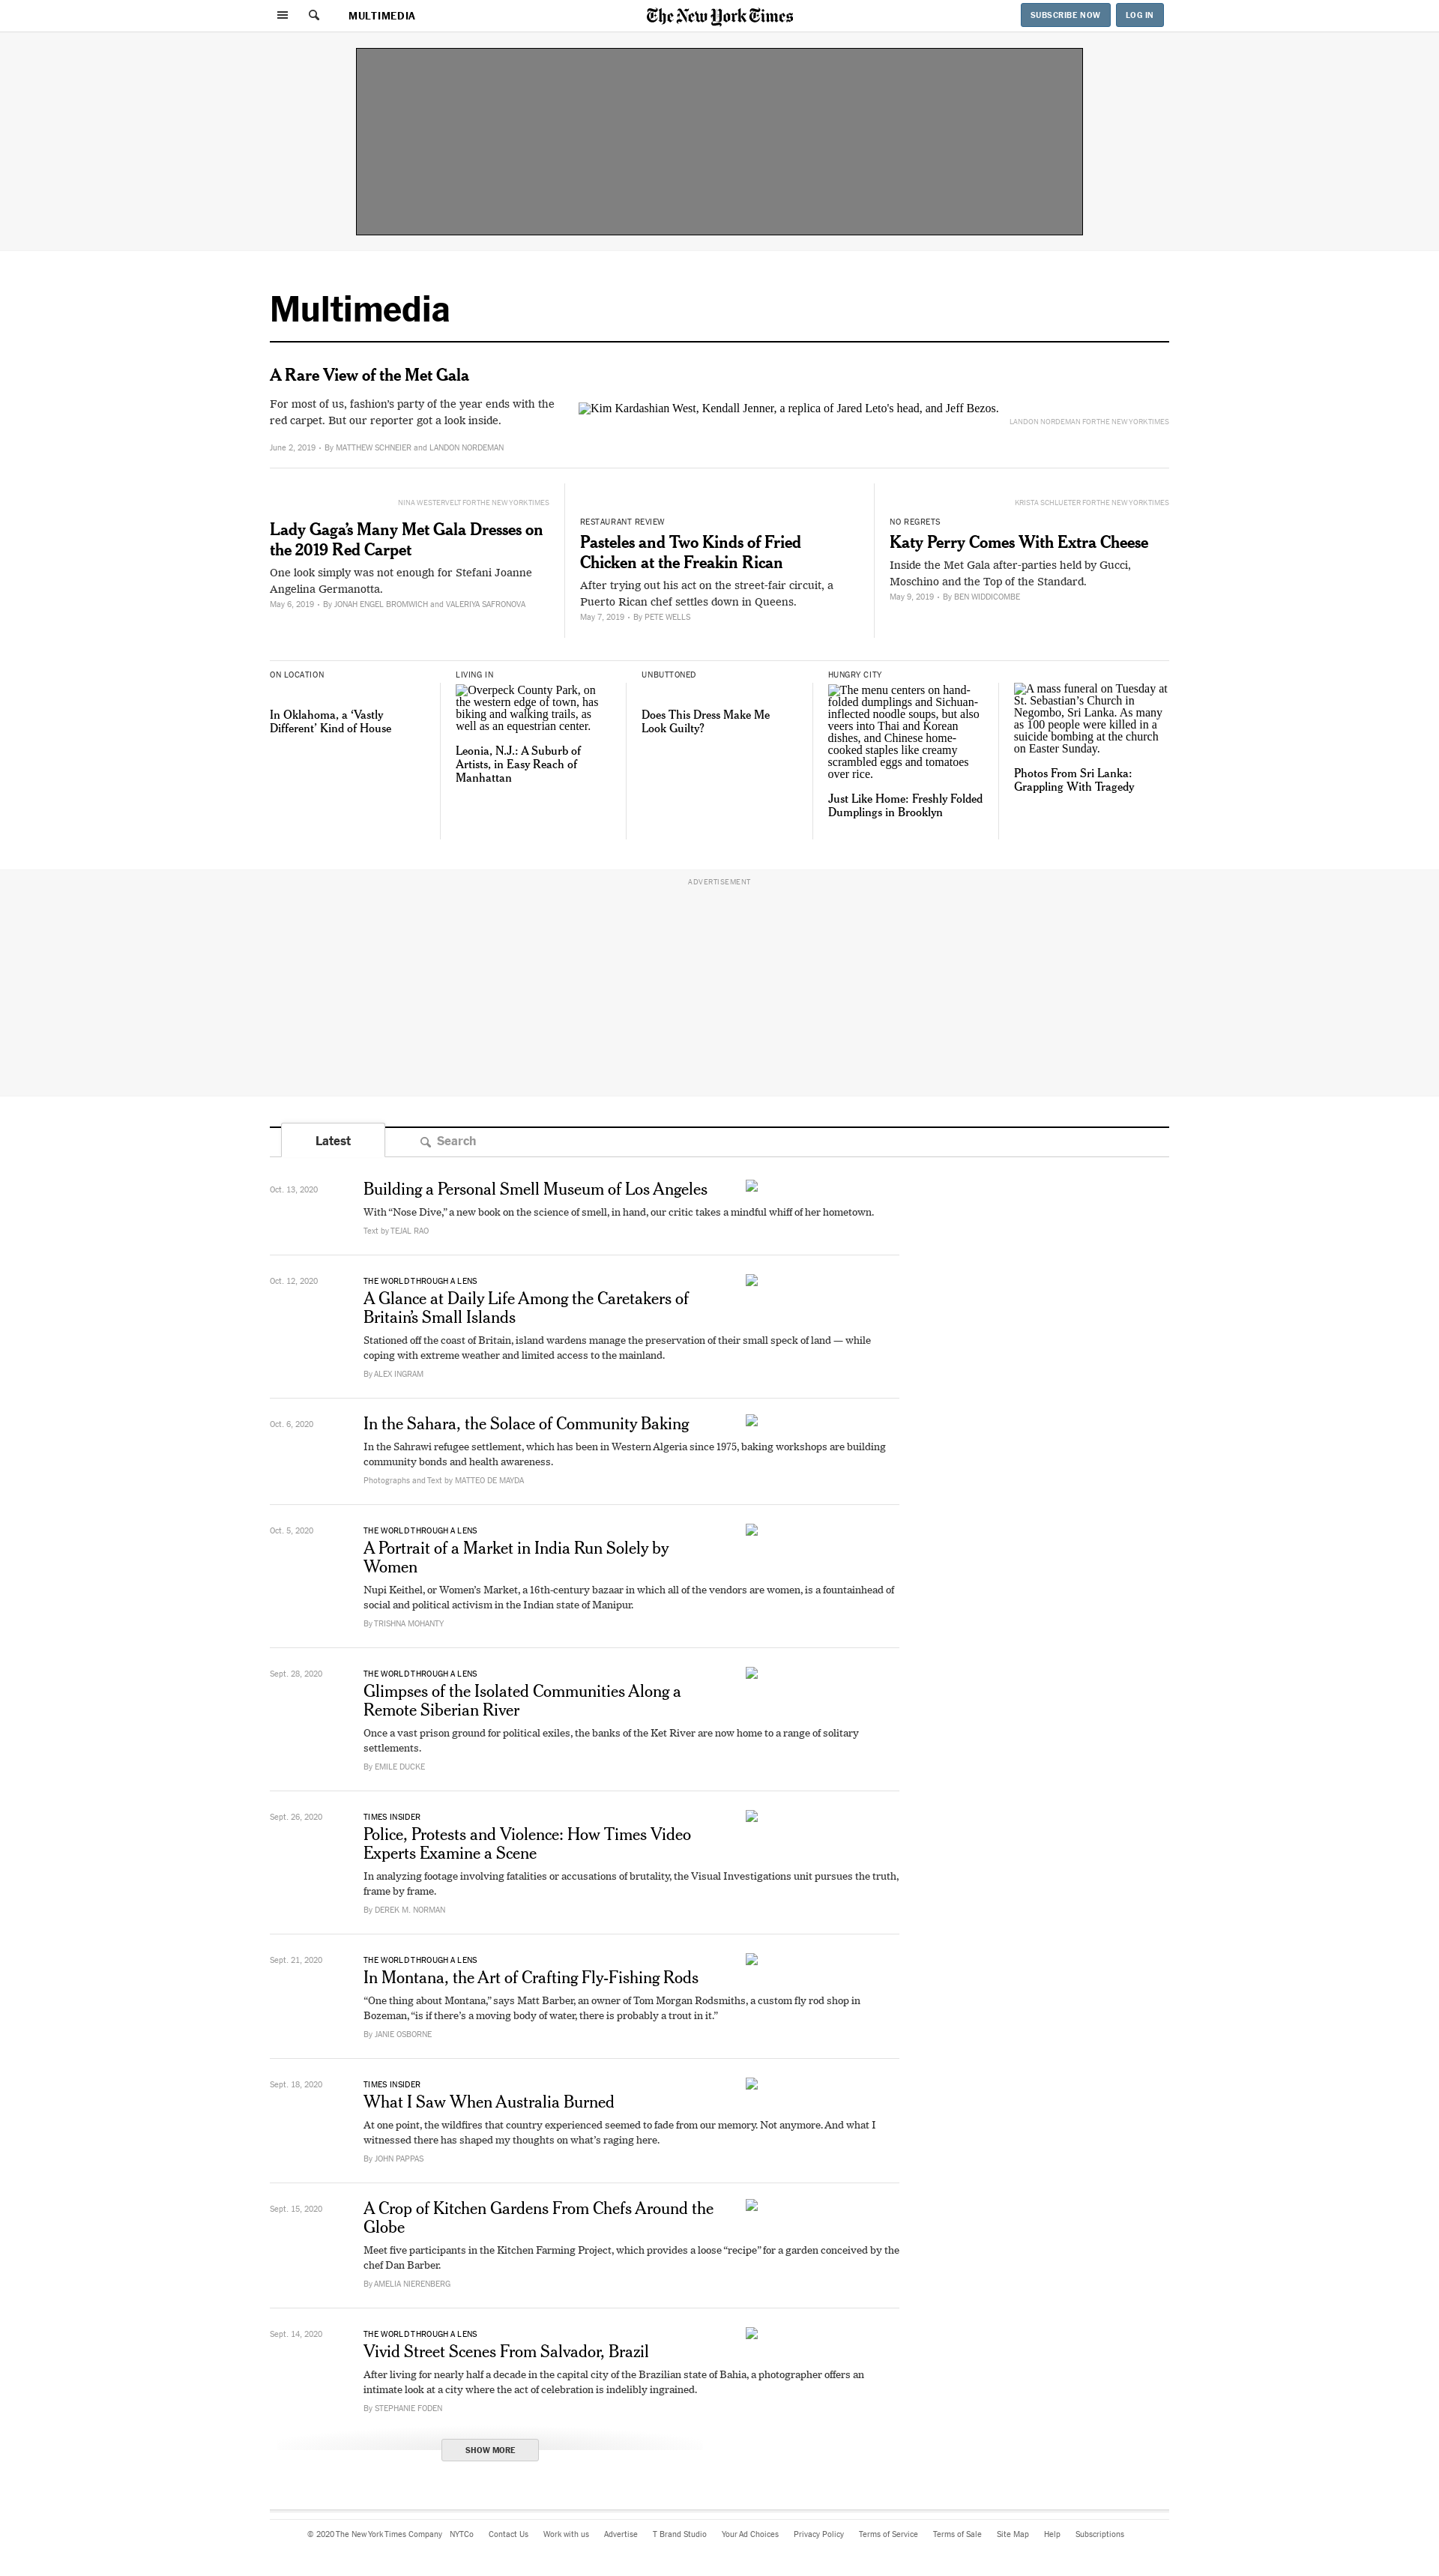 MULTIMEDIA
The New York Times
SUBSCRIBE NOW
LOG IN
Multimedia
A Rare View of the Met Gala
For most of us, fashion's party of the year ends with the
red carpet. But our reporter got a look inside.
June 2, 2019 • By MATTHEW SCHNEIER and LANDON NORDEMAN
Kim Kardashian West, Kendall Jenner, a replica of Jared Leto's head, and Jeff Bezos.
LANDON NORDEMAN FOR THE NEW YORK TIMES
NINA WESTERVELT FOR THE NEW YORK TIMES
Lady Gaga’s Many Met Gala Dresses on
the 2019 Red Carpet
One look simply was not enough for Stefani Joanne
Angelina Germanotta.
May 6, 2019 • By JONAH ENGEL BROMWICH and VALERIYA SAFRONOVA
RESTAURANT REVIEW
Pasteles and Two Kinds of Fried
Chicken at the Freakin Rican
After trying out his act on the street-fair circuit, a
Puerto Rican chef settles down in Queens.
May 7, 2019 • By PETE WELLS
KRISTA SCHLUETER FOR THE NEW YORK TIMES
NO REGRETS
Katy Perry Comes With Extra Cheese
Inside the Met Gala after-parties held by Gucci,
Moschino and the Top of the Standard.
May 9, 2019 • By BEN WIDDICOMBE
ON LOCATION
In Oklahoma, a ‘Vastly
Different’ Kind of House
LIVING IN
Overpeck County Park, on
the western edge of town, has
biking and walking trails, as
well as an equestrian center.
Leonia, N.J.: A Suburb of
Artists, in Easy Reach of
Manhattan
UNBUTTONED
Does This Dress Make Me
Look Guilty?
HUNGRY CITY
The menu centers on hand-
folded dumplings and Sichuan-
inflected noodle soups, but also
veers into Thai and Korean
dishes, and Chinese home-
cooked staples like creamy
scrambled eggs and tomatoes
over rice.
Just Like Home: Freshly Folded
Dumplings in Brooklyn
A mass funeral on Tuesday at
St. Sebastian’s Church in
Negombo, Sri Lanka. As many
as 100 people were killed in a
suicide bombing at the church
on Easter Sunday.
Photos From Sri Lanka:
Grappling With Tragedy
ADVERTISEMENT
Latest
Search
Oct. 13, 2020
Building a Personal Smell Museum of Los Angeles
With “Nose Dive,” a new book on the science of smell, in hand, our critic takes a mindful whiff of her hometown.
Text by TEJAL RAO
Oct. 12, 2020
THE WORLD THROUGH A LENS
A Glance at Daily Life Among the Caretakers of
Britain’s Small Islands
Stationed off the coast of Britain, island wardens manage the preservation of their small speck of land — while
coping with extreme weather and limited access to the mainland.
By ALEX INGRAM
Oct. 6, 2020
In the Sahara, the Solace of Community Baking
In the Sahrawi refugee settlement, which has been in Western Algeria since 1975, baking workshops are building
community bonds and health awareness.
Photographs and Text by MATTEO DE MAYDA
Oct. 5, 2020
THE WORLD THROUGH A LENS
A Portrait of a Market in India Run Solely by
Women
Nupi Keithel, or Women’s Market, a 16th-century bazaar in which all of the vendors are women, is a fountainhead of
social and political activism in the Indian state of Manipur.
By TRISHNA MOHANTY
Sept. 28, 2020
THE WORLD THROUGH A LENS
Glimpses of the Isolated Communities Along a
Remote Siberian River
Once a vast prison ground for political exiles, the banks of the Ket River are now home to a range of solitary
settlements.
By EMILE DUCKE
Sept. 26, 2020
TIMES INSIDER
Police, Protests and Violence: How Times Video
Experts Examine a Scene
In analyzing footage involving fatalities or accusations of brutality, the Visual Investigations unit pursues the truth,
frame by frame.
By DEREK M. NORMAN
Sept. 21, 2020
THE WORLD THROUGH A LENS
In Montana, the Art of Crafting Fly-Fishing Rods
“One thing about Montana,” says Matt Barber, an owner of Tom Morgan Rodsmiths, a custom fly rod shop in
Bozeman, “is if there’s a moving body of water, there is probably a trout in it.”
By JANIE OSBORNE
Sept. 18, 2020
TIMES INSIDER
What I Saw When Australia Burned
At one point, the wildfires that country experienced seemed to fade from our memory. Not anymore. And what I
witnessed there has shaped my thoughts on what’s raging here.
By JOHN PAPPAS
Sept. 15, 2020
A Crop of Kitchen Gardens From Chefs Around the
Globe
Meet five participants in the Kitchen Farming Project, which provides a loose “recipe” for a garden conceived by the
chef Dan Barber.
By AMELIA NIERENBERG
Sept. 14, 2020
THE WORLD THROUGH A LENS
Vivid Street Scenes From Salvador, Brazil
After living for nearly half a decade in the capital city of the Brazilian state of Bahia, a photographer offers an
intimate look at a city where the act of celebration is indelibly ingrained.
By STEPHANIE FODEN
SHOW MORE
© 2020 The New York Times Company NYTCo Contact Us Work with us Advertise T Brand Studio Your Ad Choices Privacy Policy Terms of Service Terms of Sale Site Map Help Subscriptions